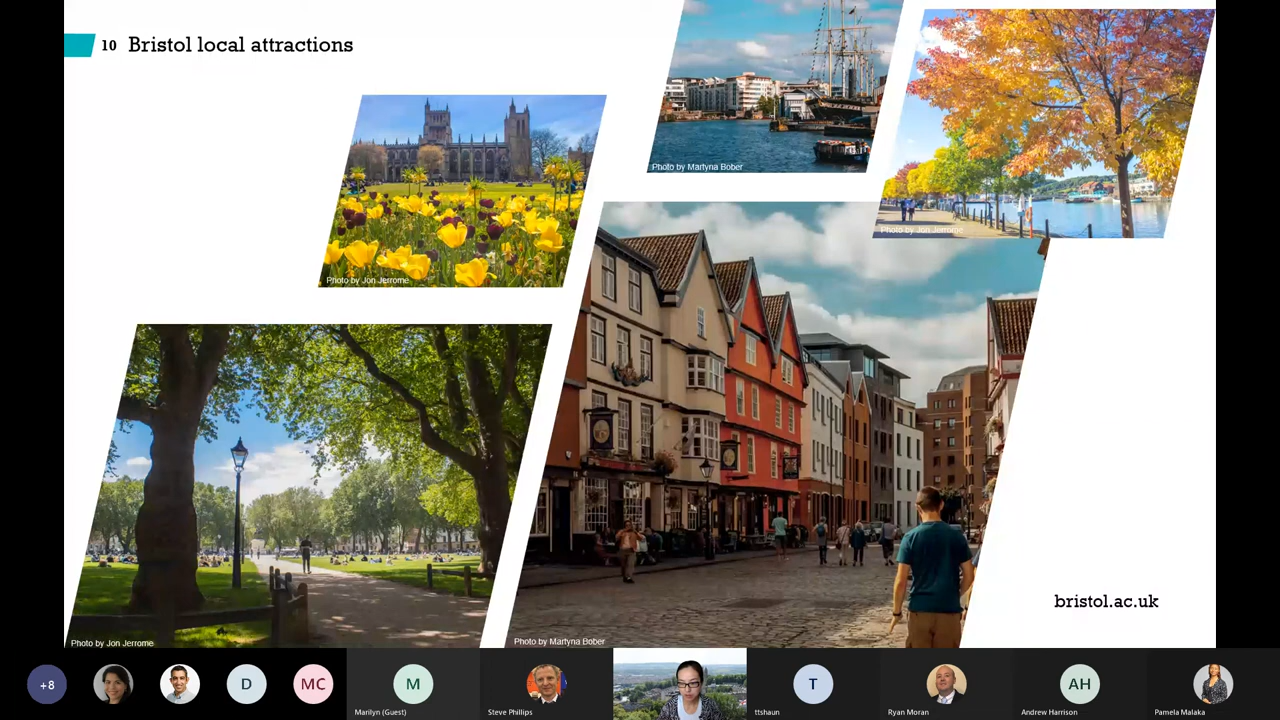 10 Bristol local attractions
Photo by Martyna Bober
Photo by Jon Jerrome
Photo by Jon Jerrome
Photo by Jon Jerrome
Photo by Martyna Bober
bristol.ac.uk
+8
D
MC
M
T
AH
Marilyn (Guest)
Steve Phillips
ttshaun
Ryan Moran
Andrew Harrison
Pamela Malaka